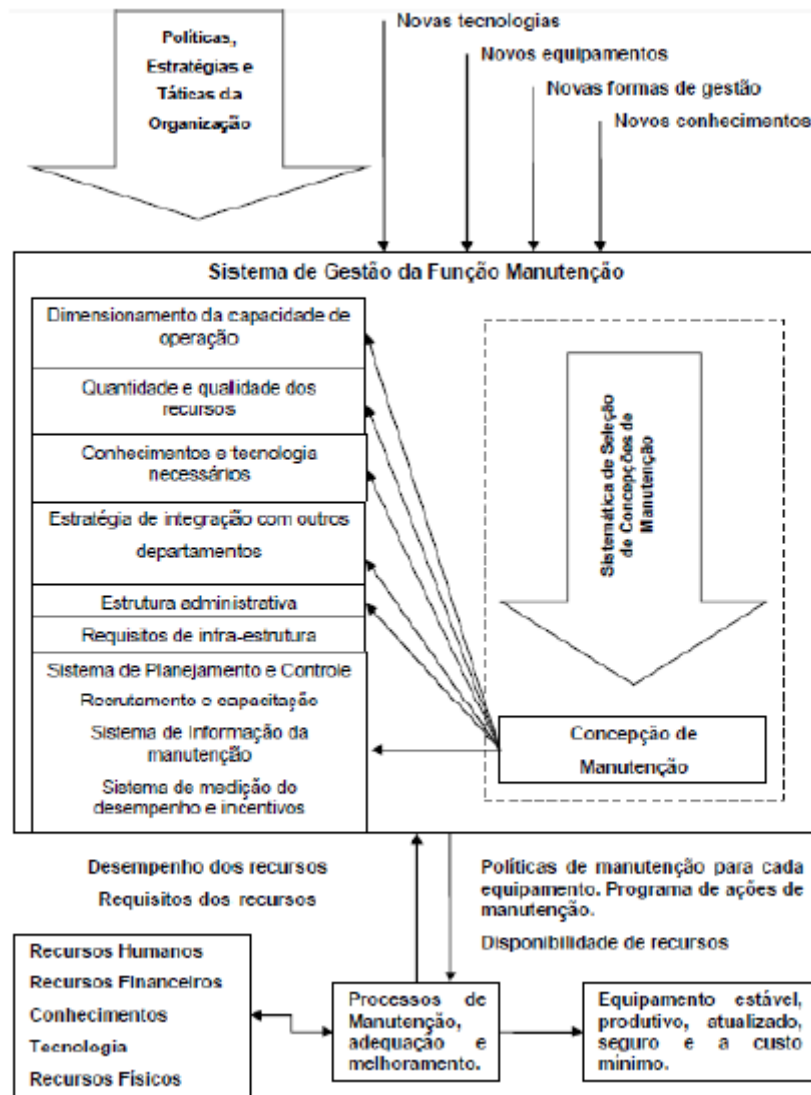 Políticas,
Estratégias e
Táticas da
Organização
Novas tecnologias
Novos equipamentos
Novas formas de gestão
Novos conhecimentos
Sistema de Gestão da Função Manutenção
Dimensionamento da capacidade de
operação
Quantidade e quallidade dos
recursos
Conhecimentos e tecnologia
necessários
Estratégia de integração com outros
departamentos
Estrutura administrativa
Requisitos de infra-estrutura
Sistema de Planejamento e Controle
Recrutamento e capacitação
Sistema de Informação da
manutenção
Sistema de medição do
desempenho e incentivos
Sistemática de Seleção
de Concepções de
Manutenção
Concepção de
Manutenção
Desempenho dos recursos
Requisitos dos recursos
Políticas de manutenção para cada
equipamento. Programa de ações de
manutenção.
Disponibilidade de recursos
Recursos Humanos
Recursos Financeiros
Conhecimentos
Tecnologia
Recursos Físicos
Processos de
Manutenção,
adequação e
melhoramento.
Equipamento estável,
produtivo, atualizado,
seguro e a custo
mínimo.